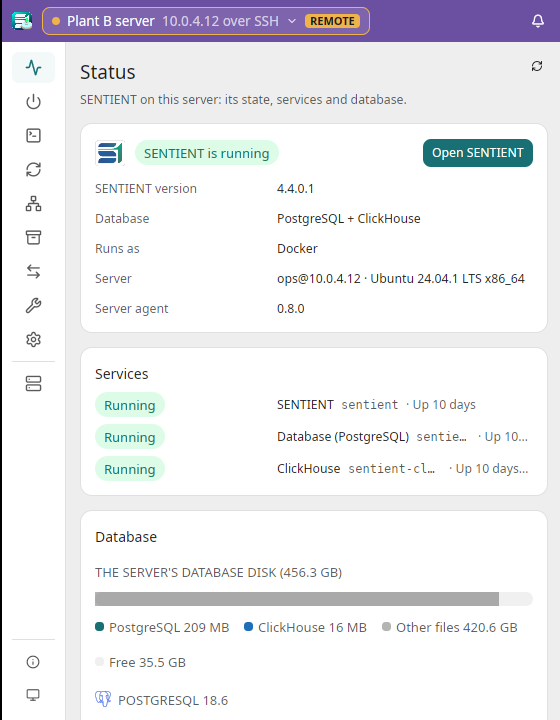 Plant B server 10.0.4.12 over SSH REMOTE
Status
SENTIENT on this server: its state, services and database.
SENTIENT is running
Open SENTIENT
SENTIENT version 4.4.0.1
Database PostgreSQL + ClickHouse
Runs as Docker
Server ops@10.0.4.12 · Ubuntu 24.04.1 LTS x86_64
Server agent 0.8.0
Services
Running SENTIENT sentient · Up 10 days
Running Database (PostgreSQL) sentie… · Up 10…
Running ClickHouse sentient-cl… · Up 10 days…
Database
THE SERVER'S DATABASE DISK (456.3 GB)
PostgreSQL 209 MB ClickHouse 16 MB Other files 420.6 GB
Free 35.5 GB
POSTGRESQL 18.6